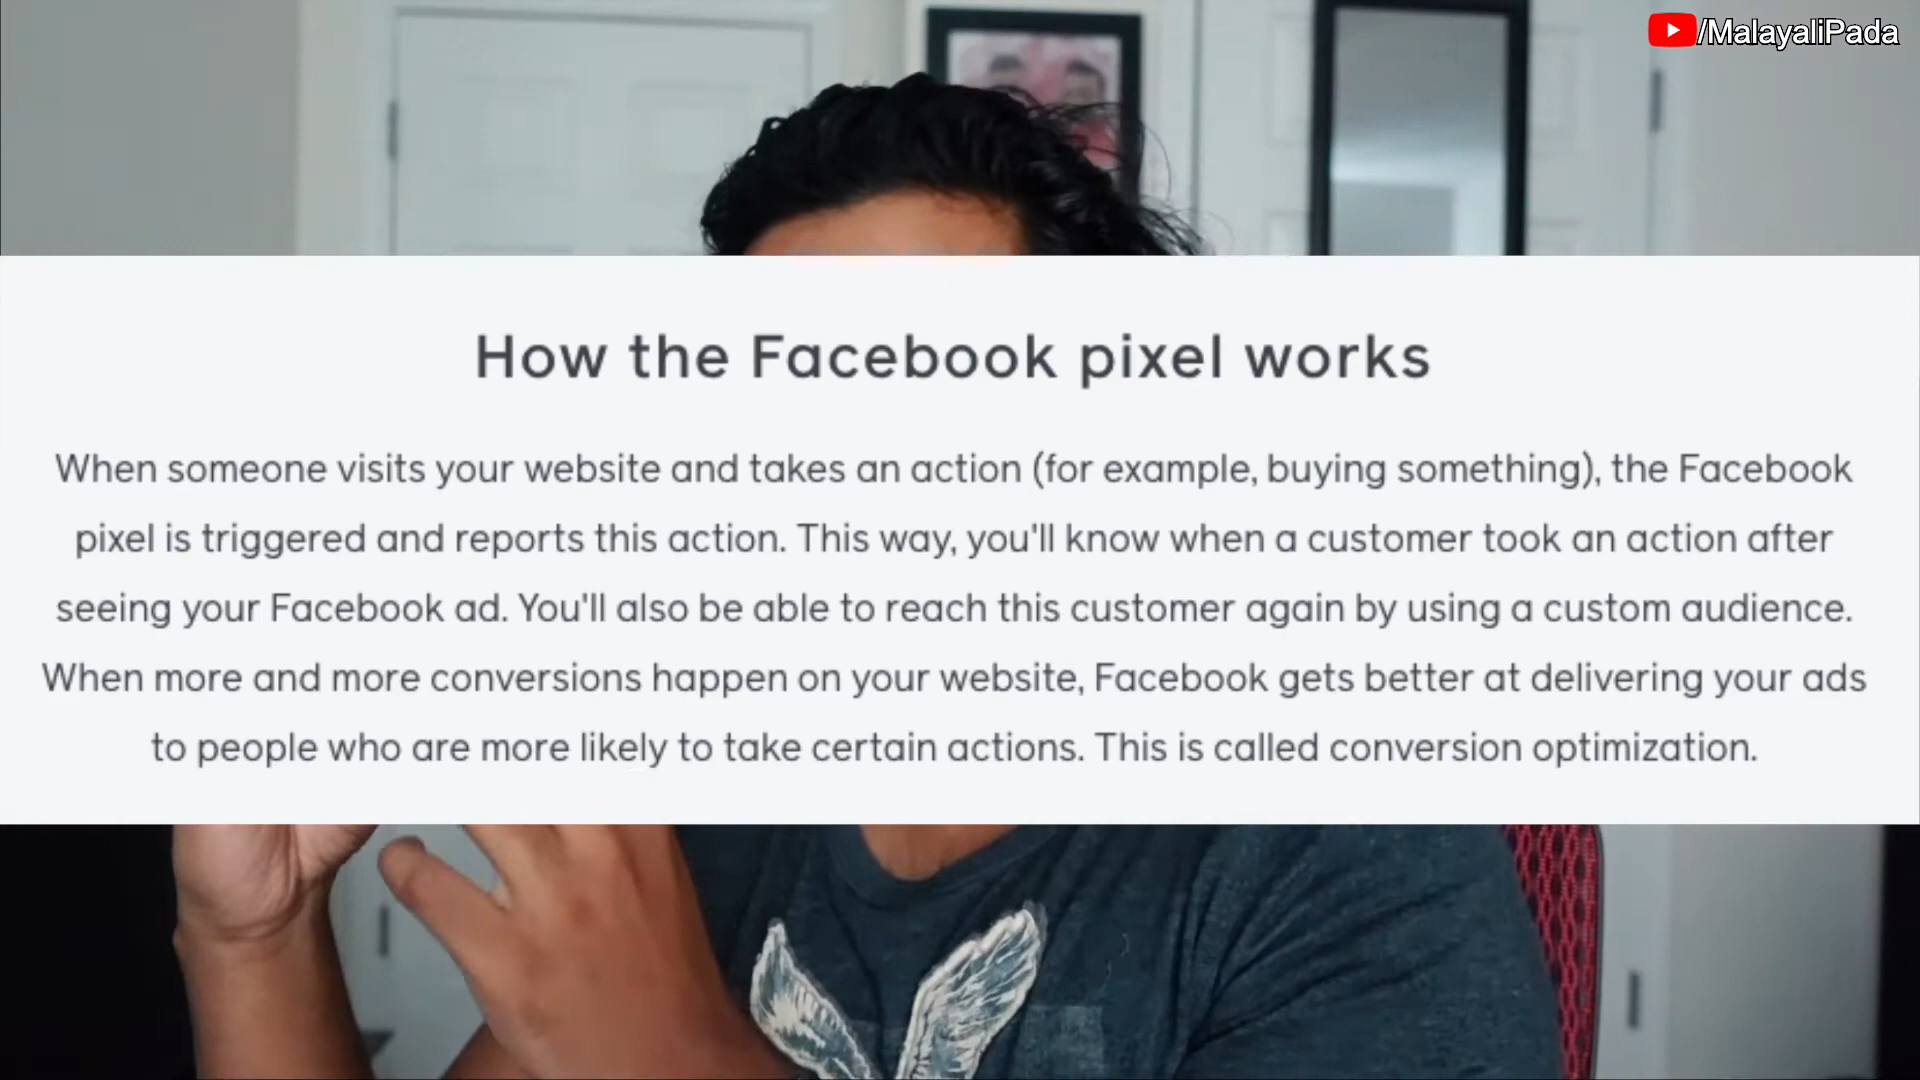 /MalayaliPada
How the Facebook pixel works
When someone visits your website and takes an action (for example, buying something), the Facebook
pixel is triggered and reports this action. This way, you'll know when a customer took an action after
seeing your Facebook ad. You'll also be able to reach this customer again by using a custom audience.
When more and more conversions happen on your website, Facebook gets better at delivering your ads
to people who are more likely to take certain actions. This is called conversion optimization.